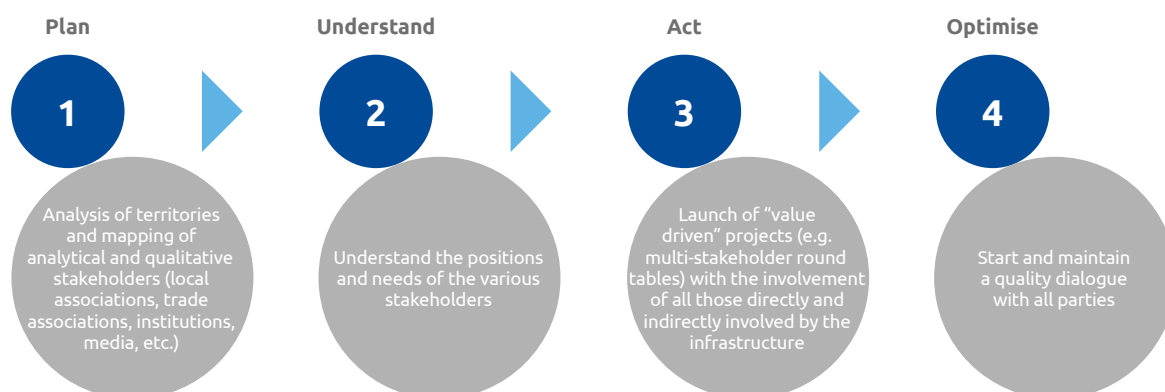 Plan
1
Analysis of territories
and mapping of
analytical and qualitative
stakeholders (local
associations, trade
associations, institutions,
media, etc.)
Understand
2
Understand the positions
and needs of the various
stakeholders
Act
3
Launch of “value
driven” projects (e.g.
multi-stakeholder round
tables) with the involvement
of all those directly and
indirectly involved by the
infrastructure
Optimise
4
Start and maintain
a quality dialogue
with all parties